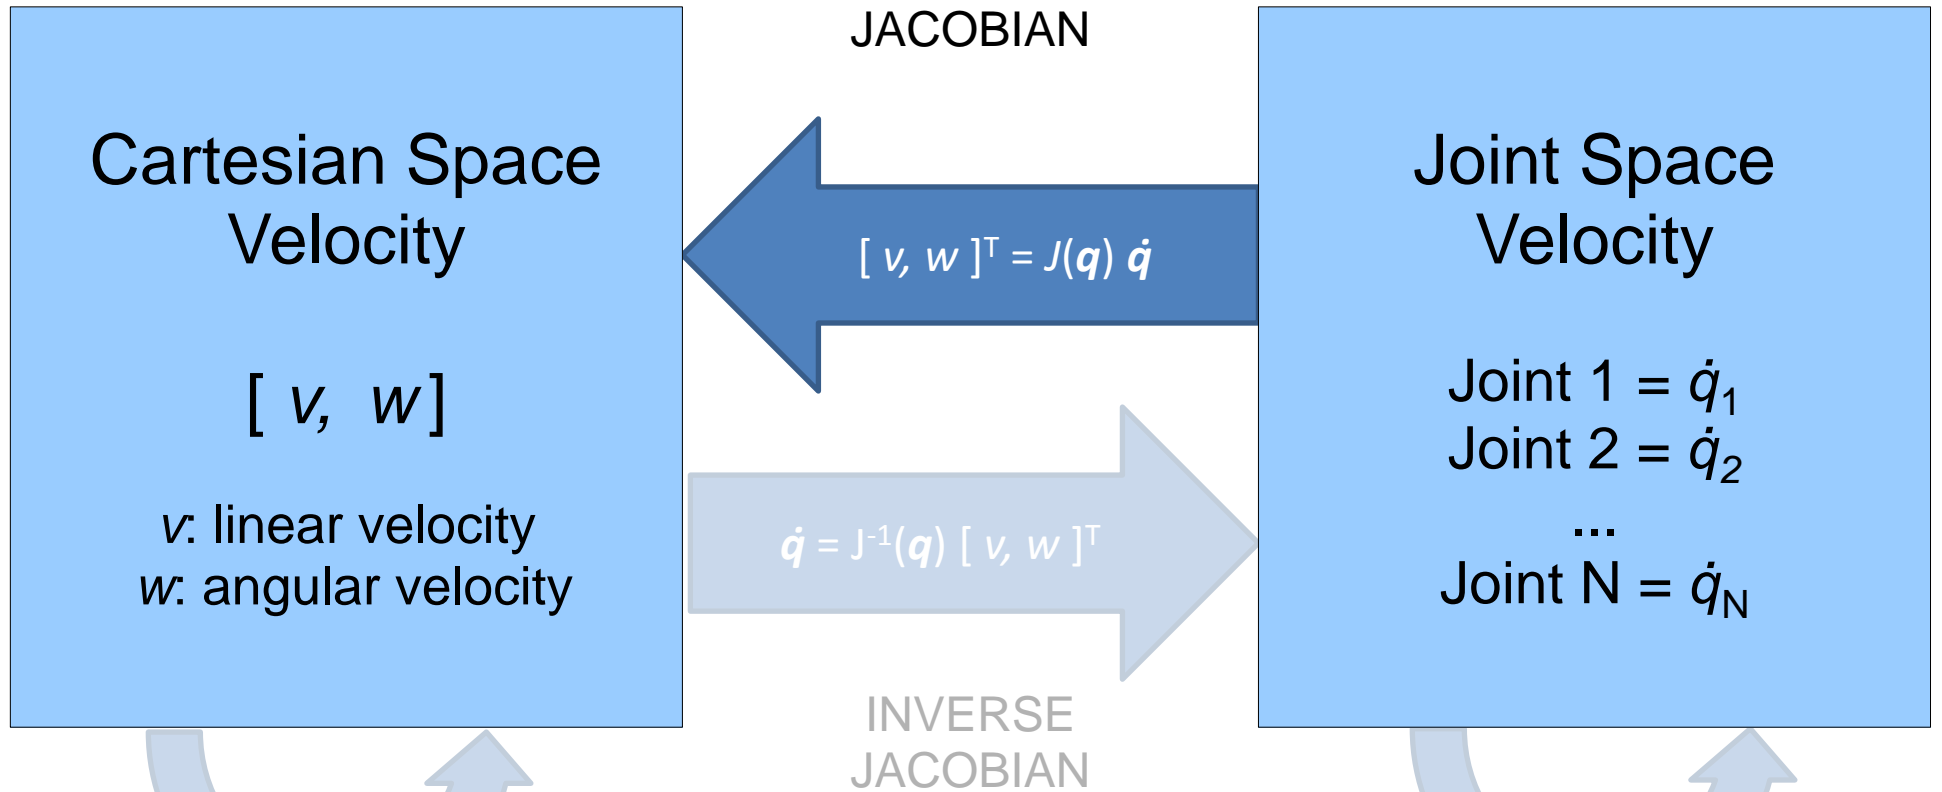 JACOBIAN
Cartesian Space
Velocity
[ v, w ]
v: linear velocity
w: angular velocity
[ v, w ]ᵀ = J(q) q̇
q̇ = J⁻¹(q) [ v, w ]ᵀ
INVERSE
JACOBIAN
Joint Space
Velocity
Joint 1 = q̇₁
Joint 2 = q̇₂
...
Joint N = q̇N